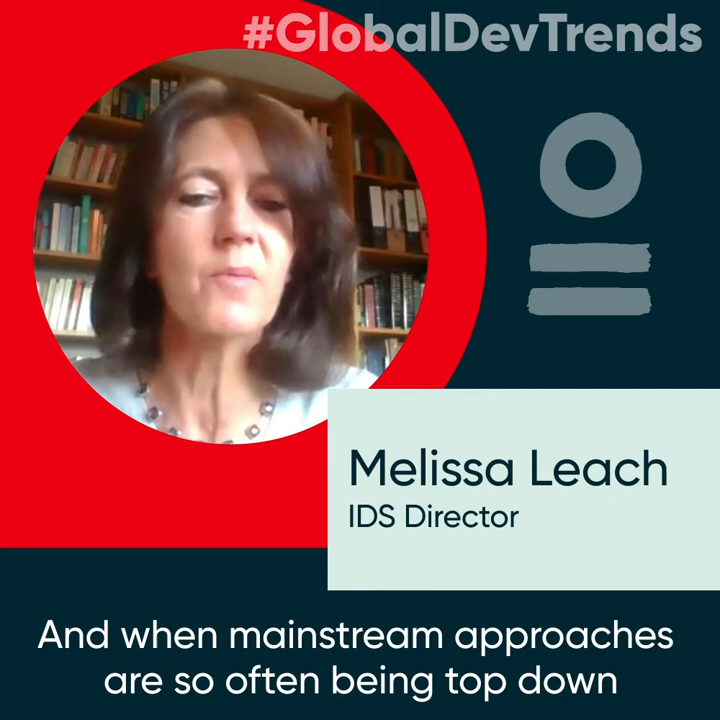 #GlobalDevTrends
Melissa Leach
IDS Director
And when mainstream approaches
are so often being top down